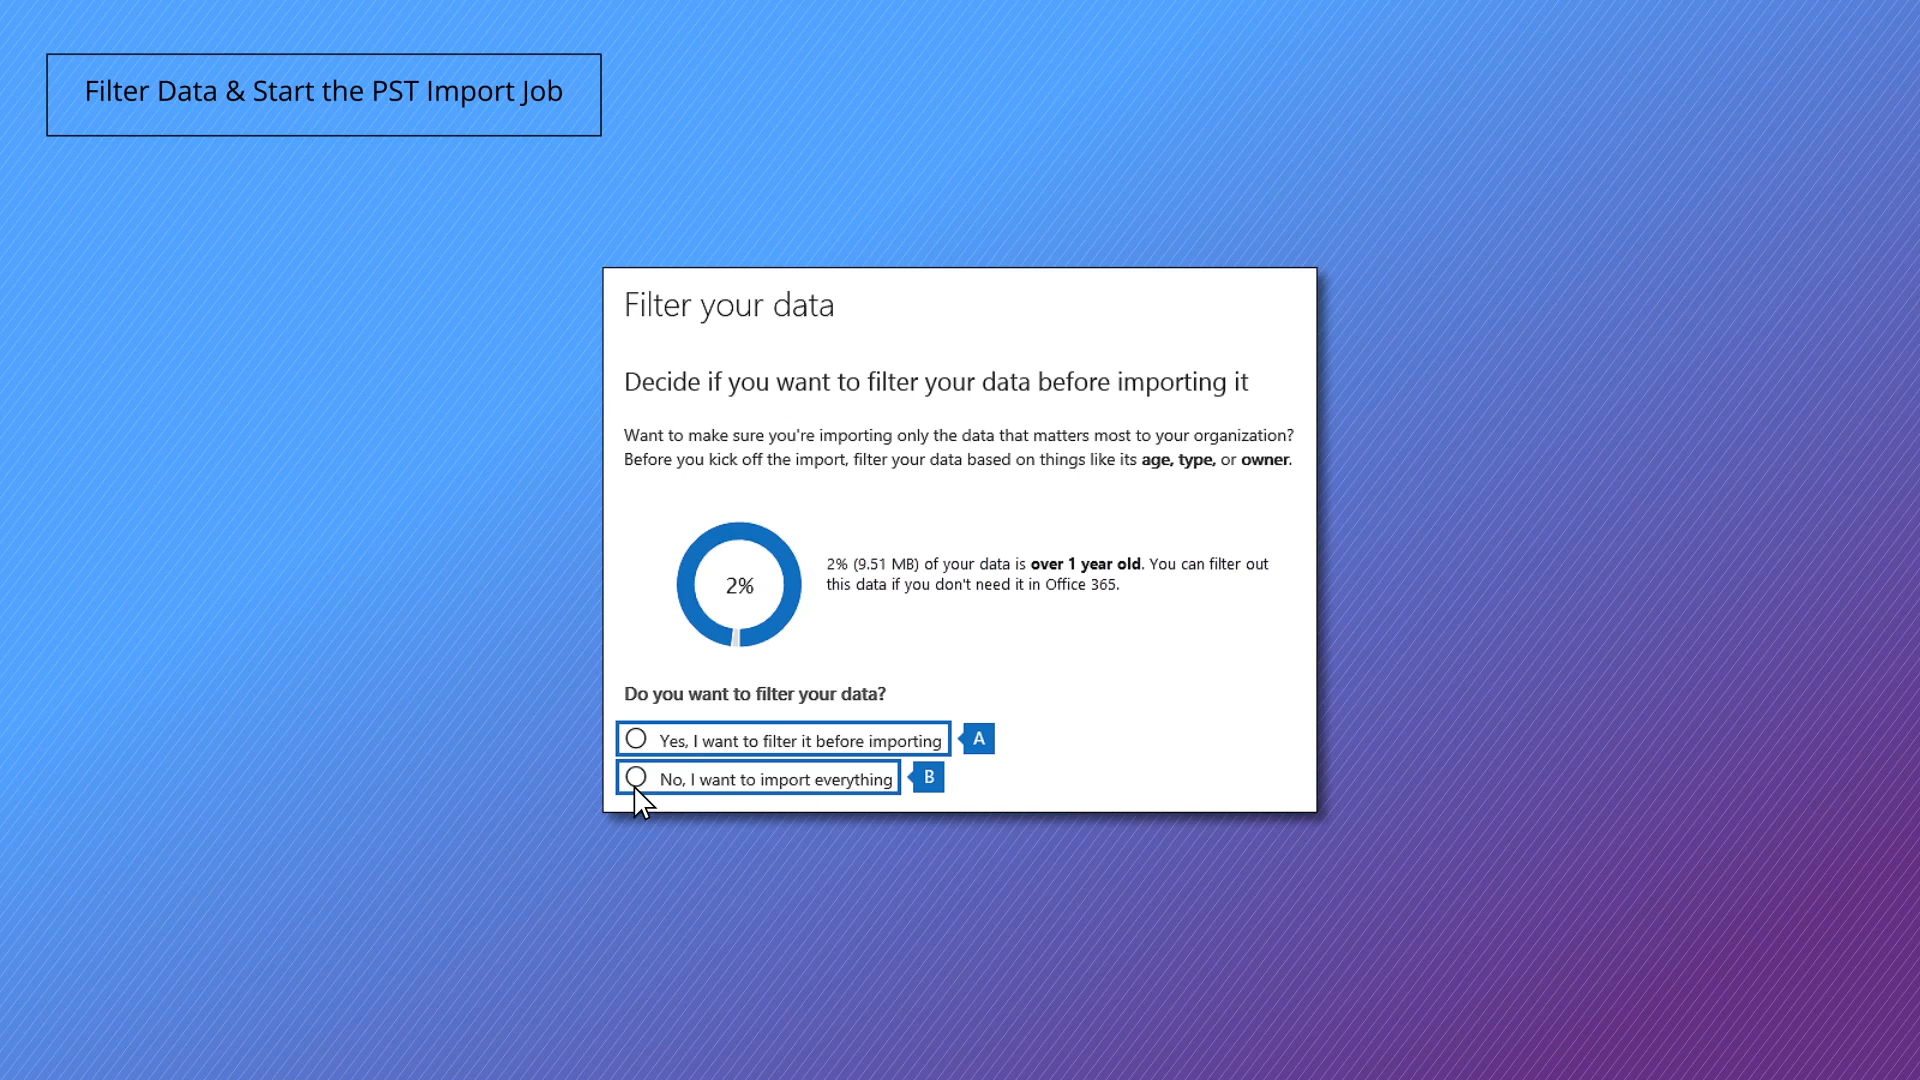 Filter Data & Start the PST Import Job
Filter your data
Decide if you want to filter your data before importing it
Want to make sure you're importing only the data that matters most to your organization?
Before you kick off the import, filter your data based on things like its age, type, or owner.
2%
2% (9.51 MB) of your data is over 1 year old. You can filter out
this data if you don't need it in Office 365.
Do you want to filter your data?
Yes, I want to filter it before importing A
No, I want to import everything B